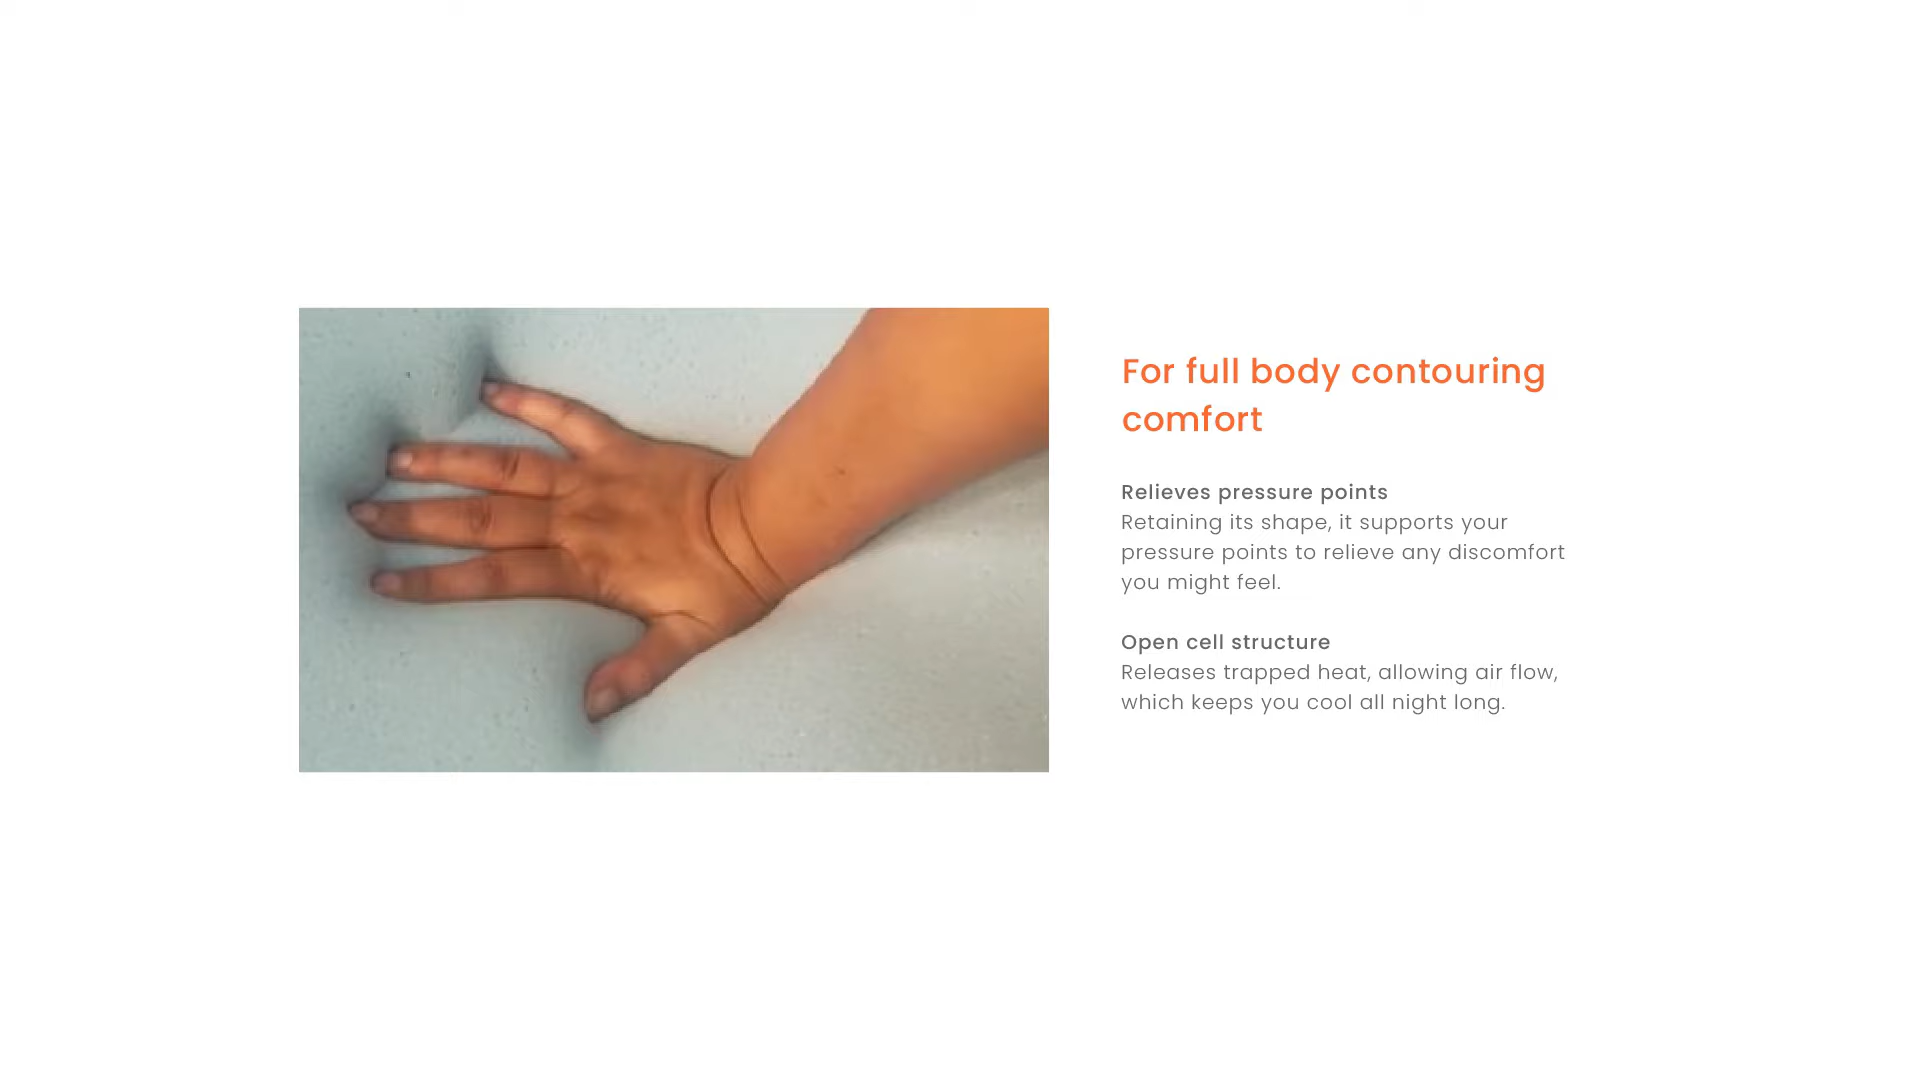 For full body contouring
comfort
Relieves pressure points
Retaining its shape, it supports your
pressure points to relieve any discomfort
you might feel.
Open cell structure
Releases trapped heat, allowing air flow,
which keeps you cool all night long.